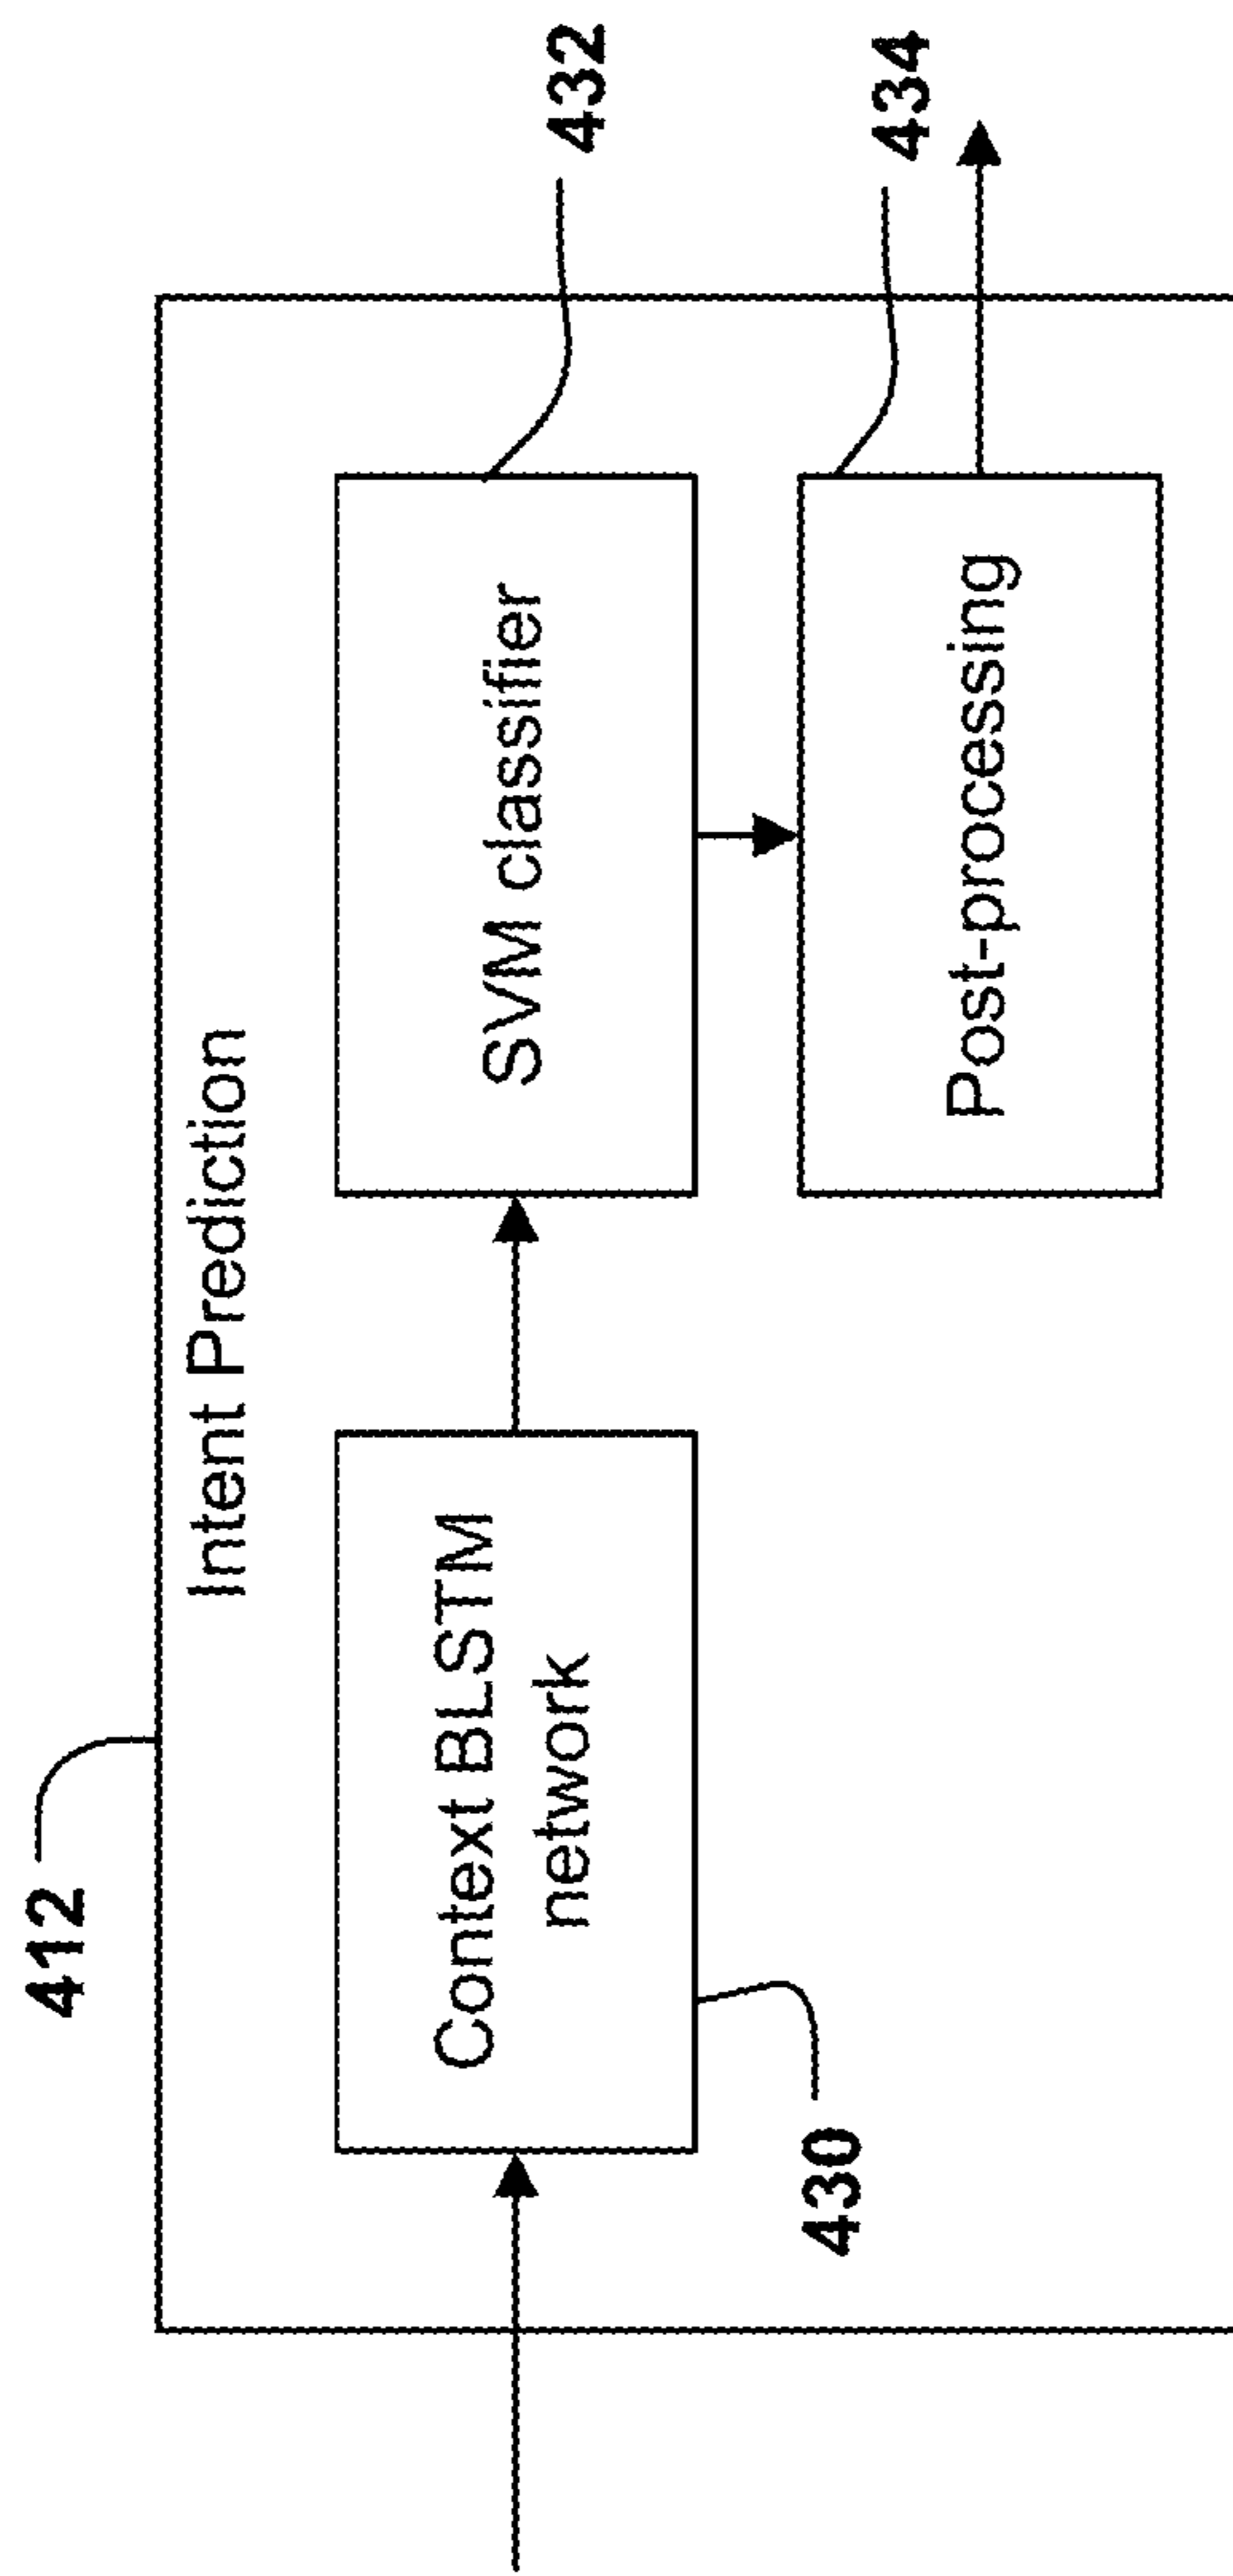 412
Intent Prediction
Context BLSTM
network
430
SVM classifier
432
Post-processing
434